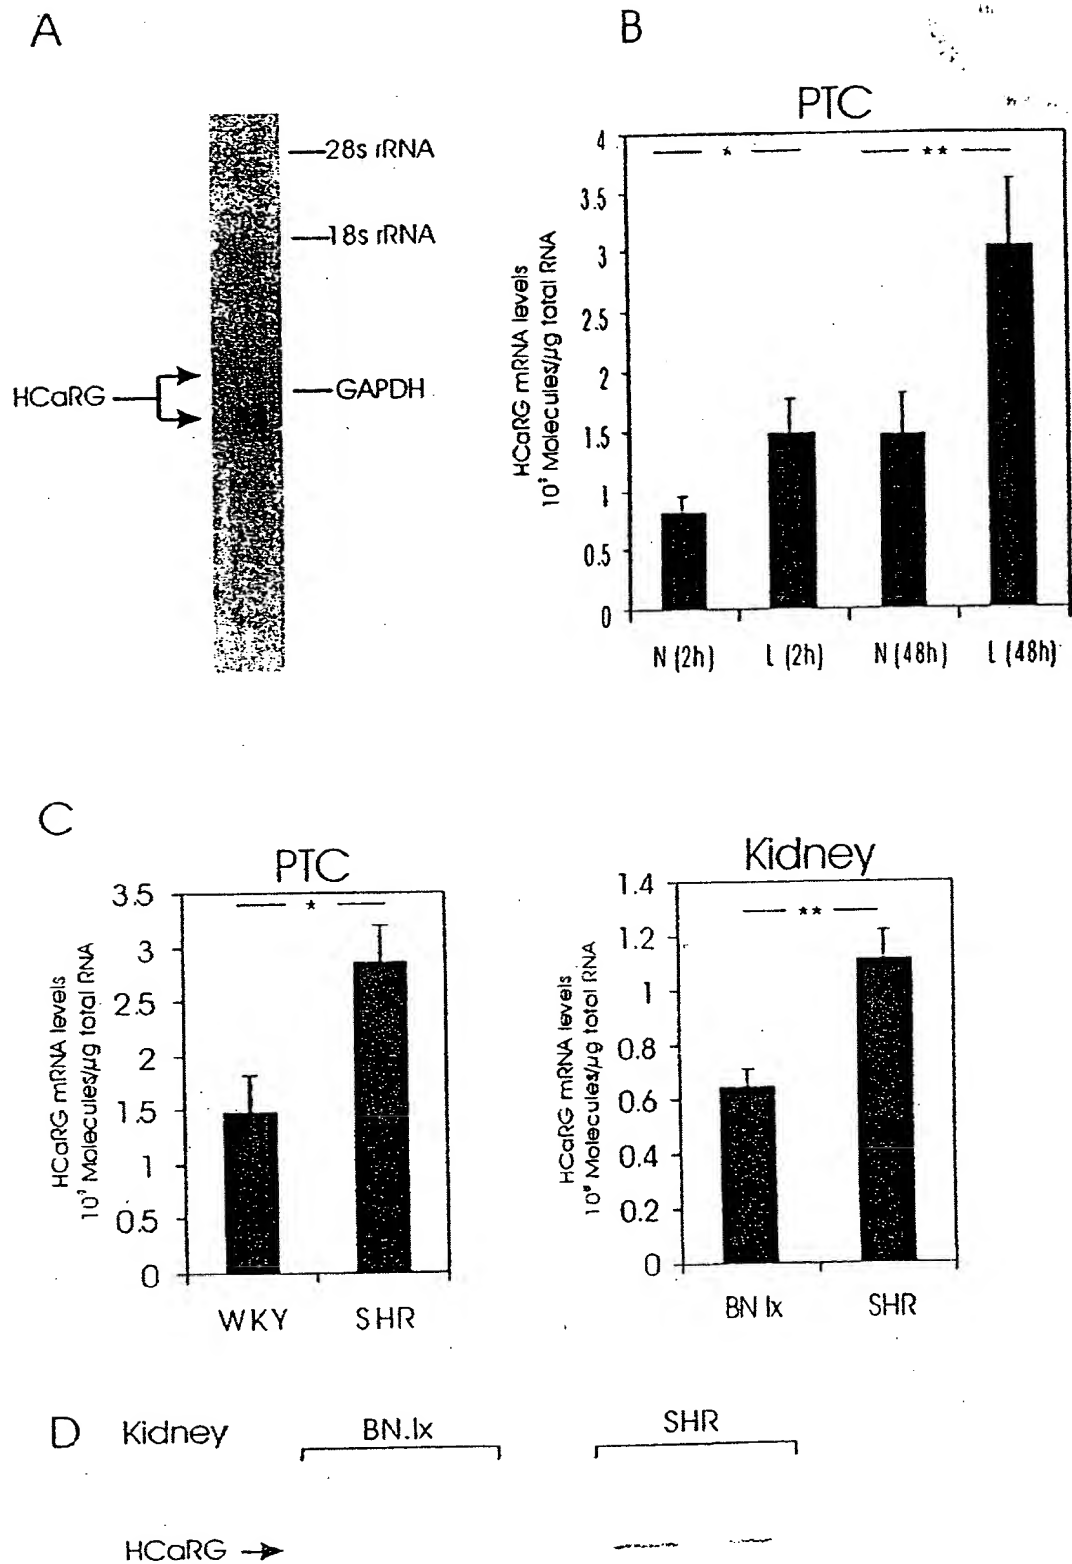 A
28s rRNA
18s rRNA
HCaRG
GAPDH
B
PTC
HCaRG mRNA levels
10⁷ Molecules/µg total RNA
4
3.5
3
2.5
2
1.5
1
0.5
0
*
**
N (2h)
L (2h)
N (48h)
L (48h)
C
PTC
HCaRG mRNA levels
10⁷ Molecules/µg total RNA
3.5
3
2.5
2
1.5
1
0.5
0
*
WKY
SHR
Kidney
HCaRG mRNA levels
Molecules/µg total RNA
1.4
1.2
1
0.8
0.6
0.4
0.2
0
**
BN lx
SHR
D
Kidney
BN.lx
SHR
HCaRG